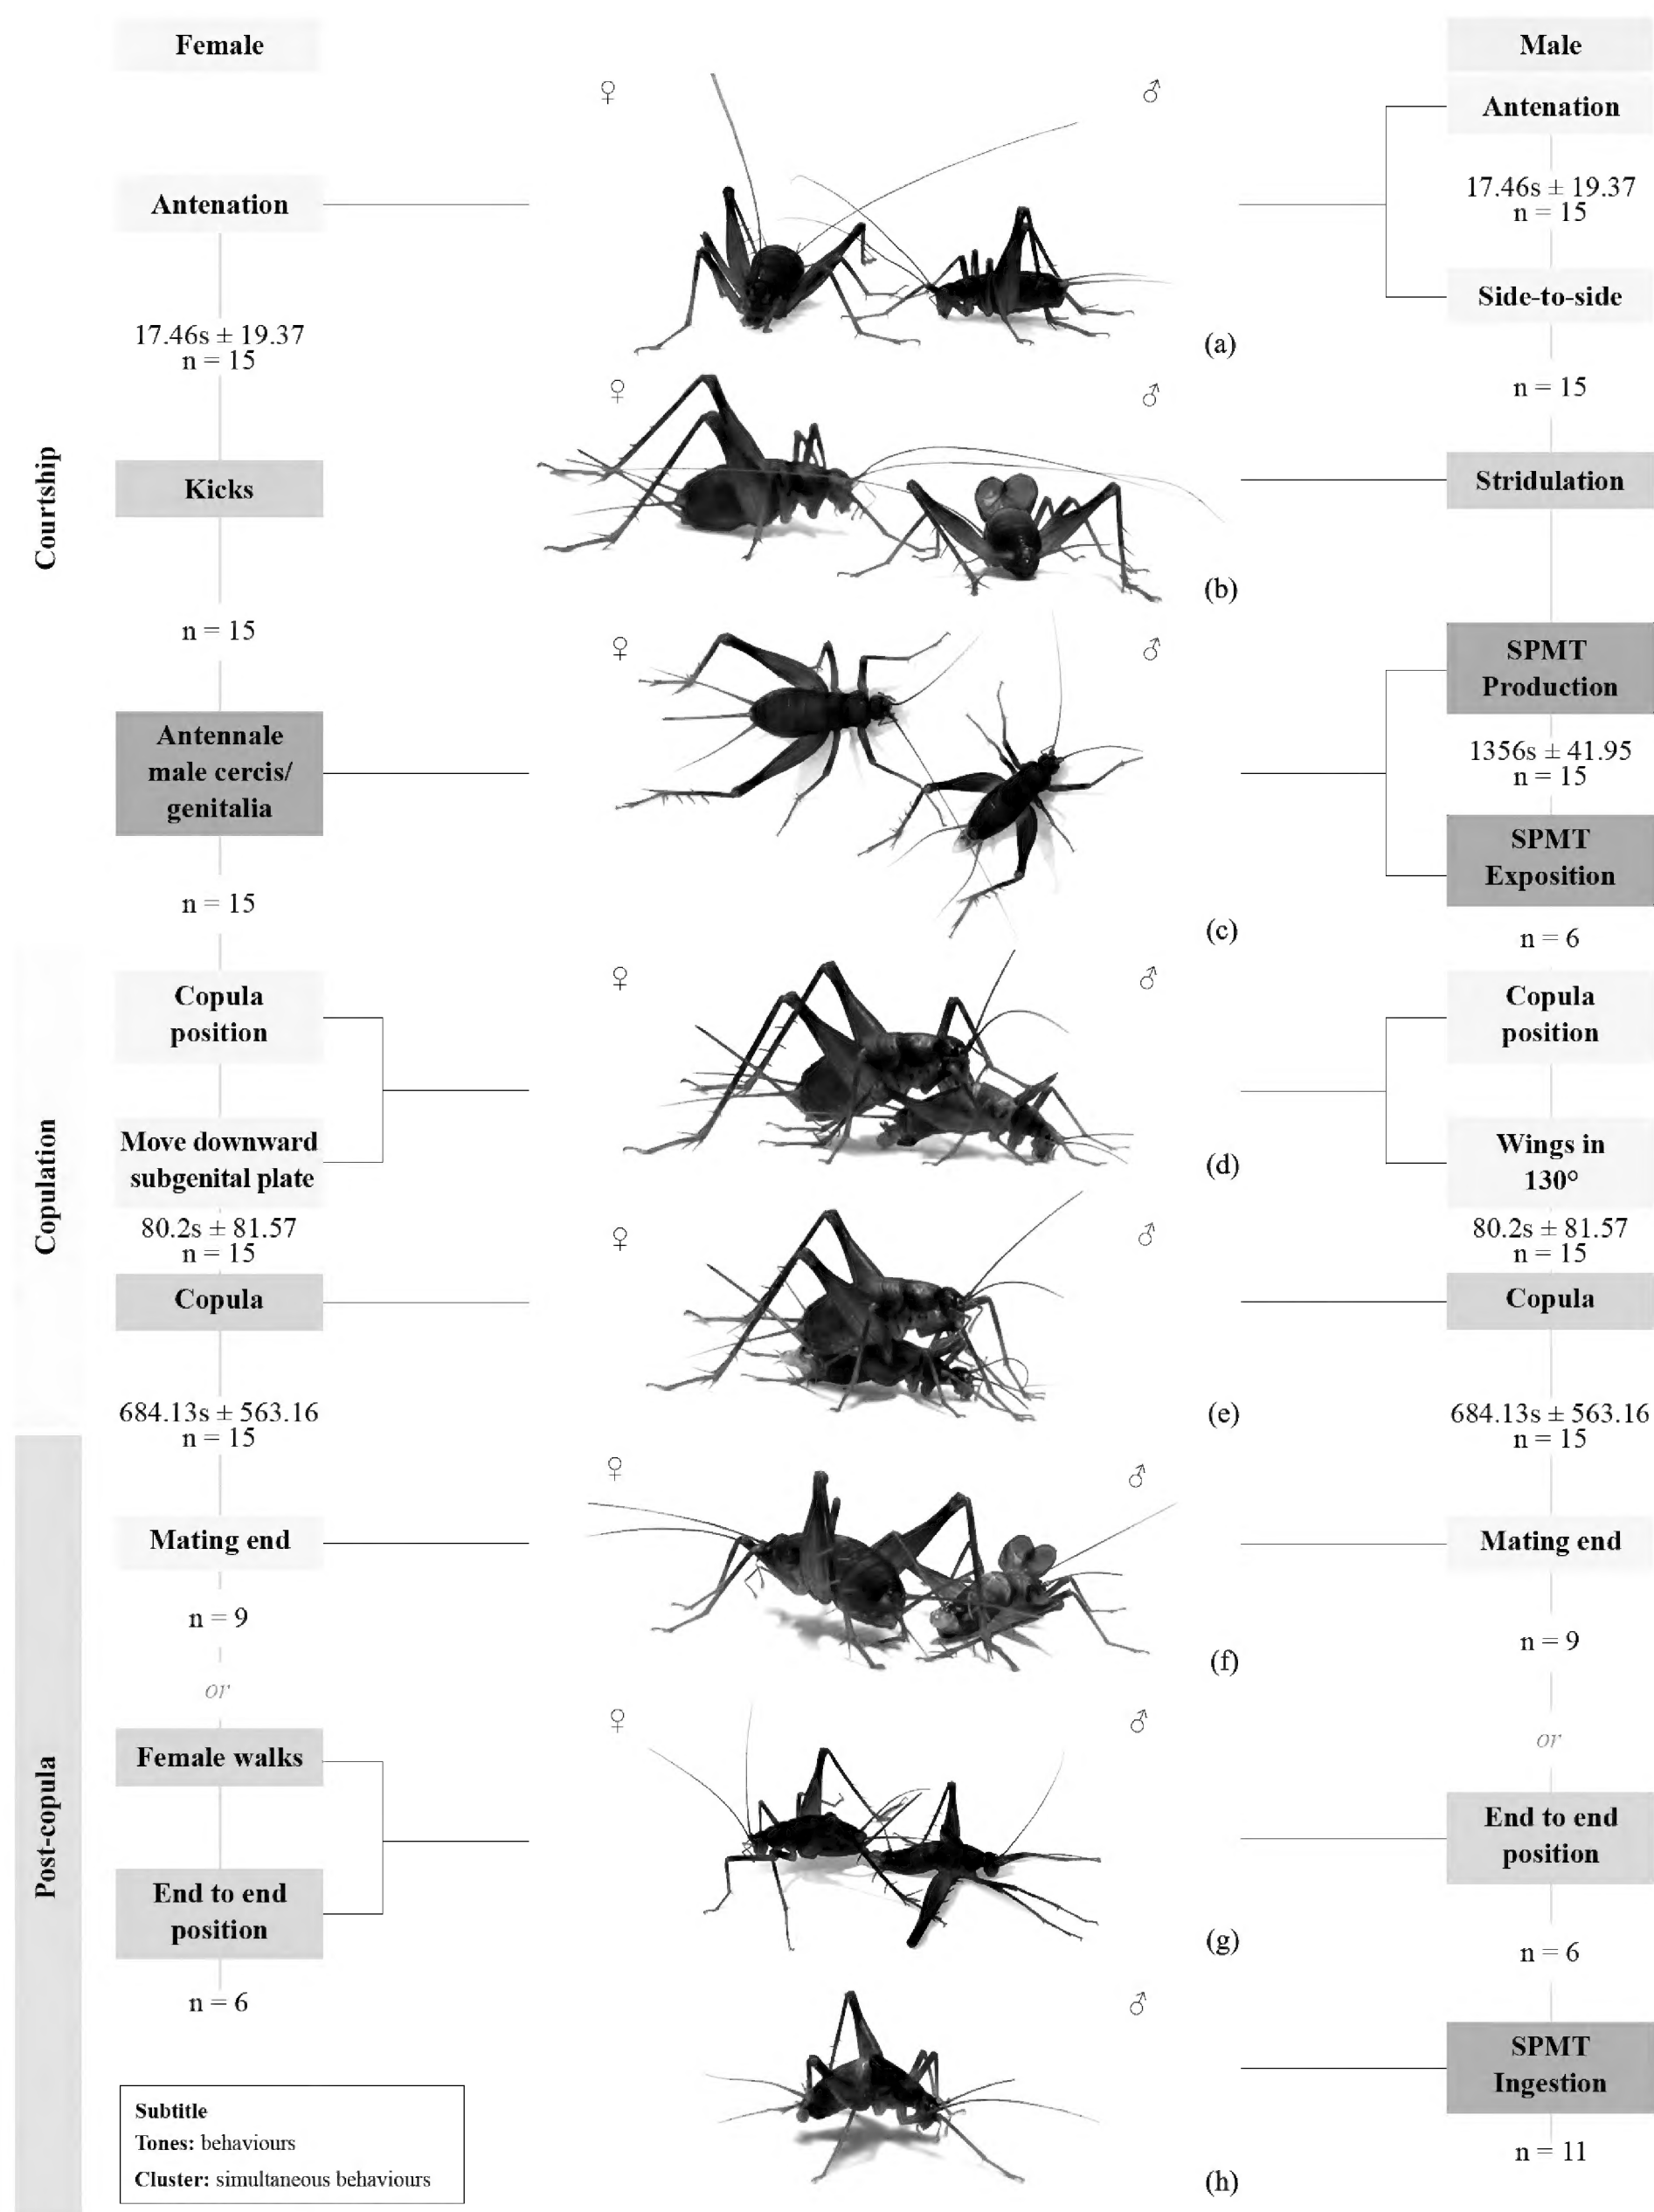 Female
Male
♀
♂
Antenation
Antenation
17.46s ± 19.37
n = 15
Side-to-side
17.46s ± 19.37
n = 15
(a)
n = 15
♀
♂
Courtship
Kicks
Stridulation
(b)
n = 15
♀
♂
SPMT
Production
Antennale
male cercis/
genitalia
1356s ± 41.95
n = 15
SPMT
Exposition
n = 15
(c)
n = 6
♀
♂
Copula
position
Copula
position
Copulation
Move downward
subgenital plate
(d)
Wings in
130°
80.2s ± 81.57
n = 15
♀
♂
80.2s ± 81.57
n = 15
Copula
Copula
684.13s ± 563.16
n = 15
(e)
684.13s ± 563.16
n = 15
♀
♂
Mating end
Mating end
n = 9
(f)
n = 9
or
♀
♂
or
Post-copula
Female walks
End to end
position
End to end
position
(g)
n = 6
n = 6
♂
SPMT
Ingestion
Subtitle
Tones: behaviours
Cluster: simultaneous behaviours
(h)
n = 11